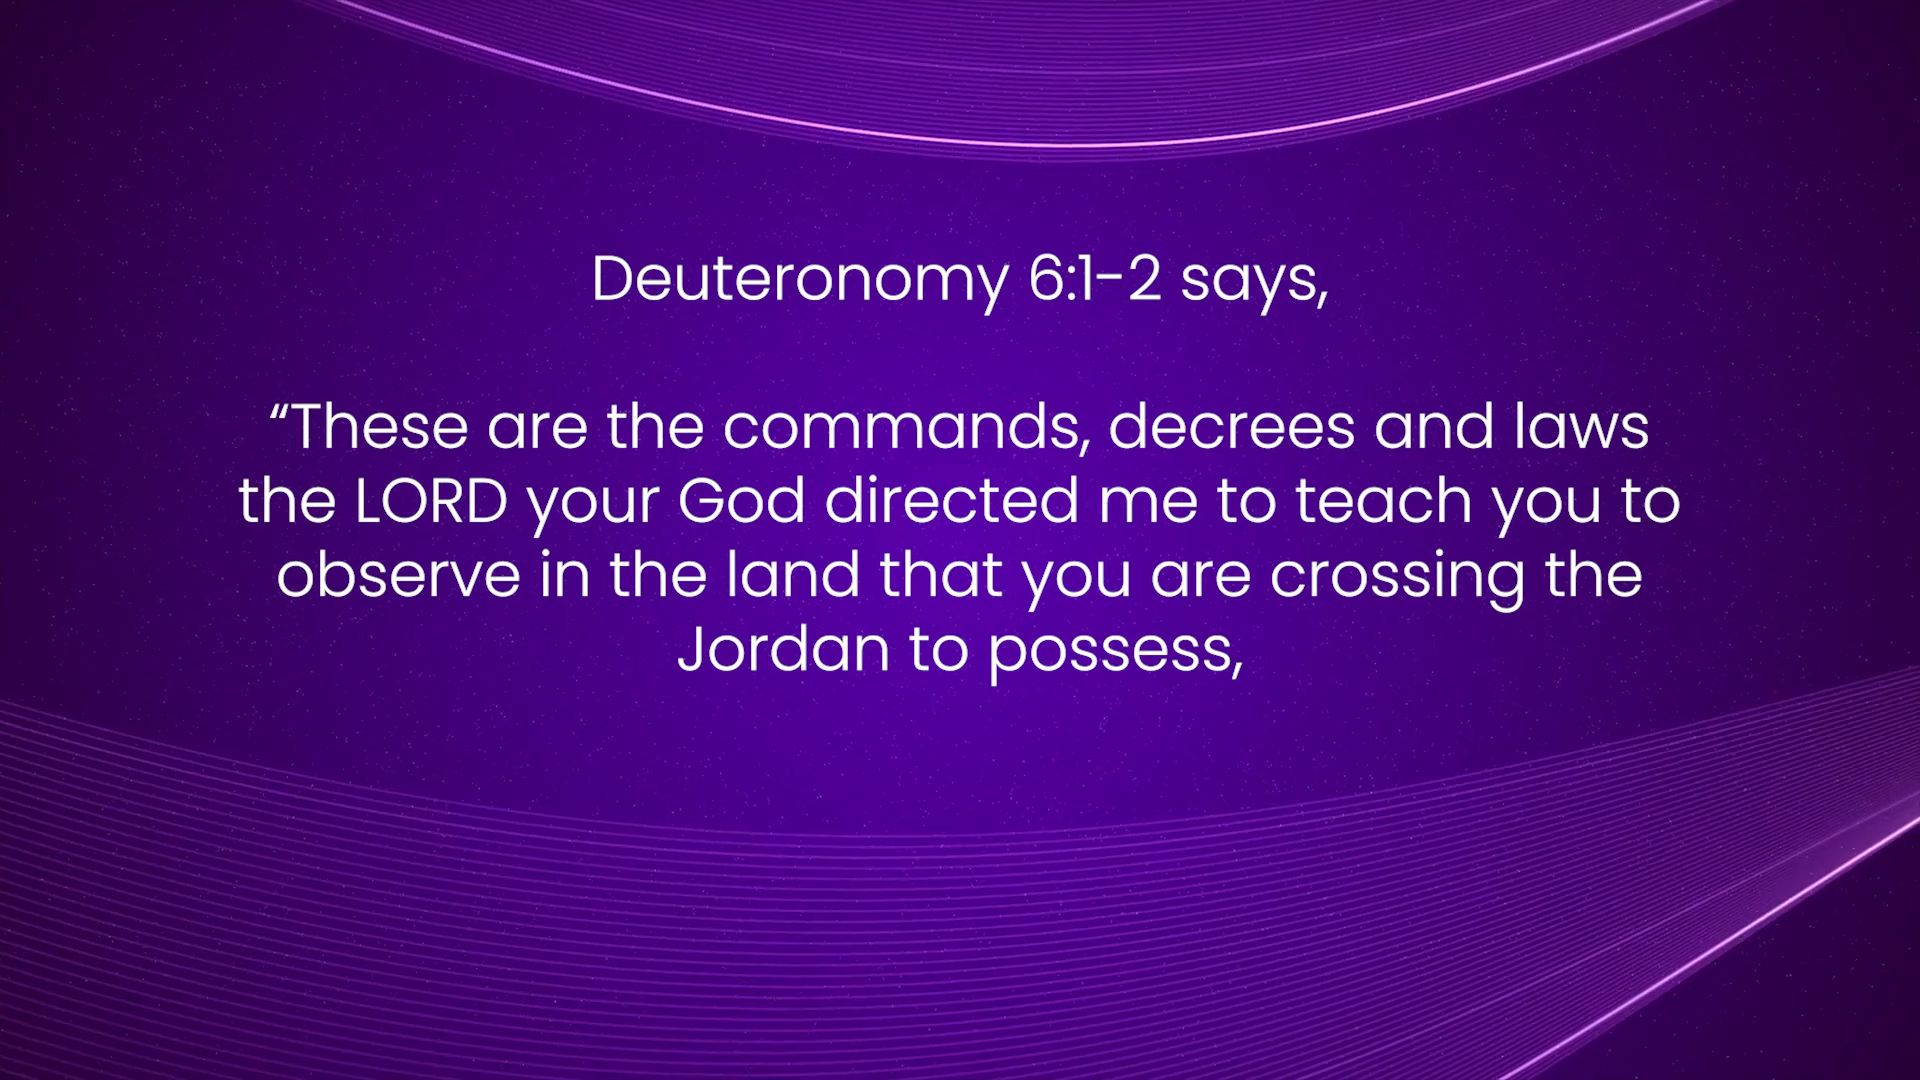 Deuteronomy 6:1-2 says,
“These are the commands, decrees and laws
the LORD your God directed me to teach you to
observe in the land that you are crossing the
Jordan to possess,